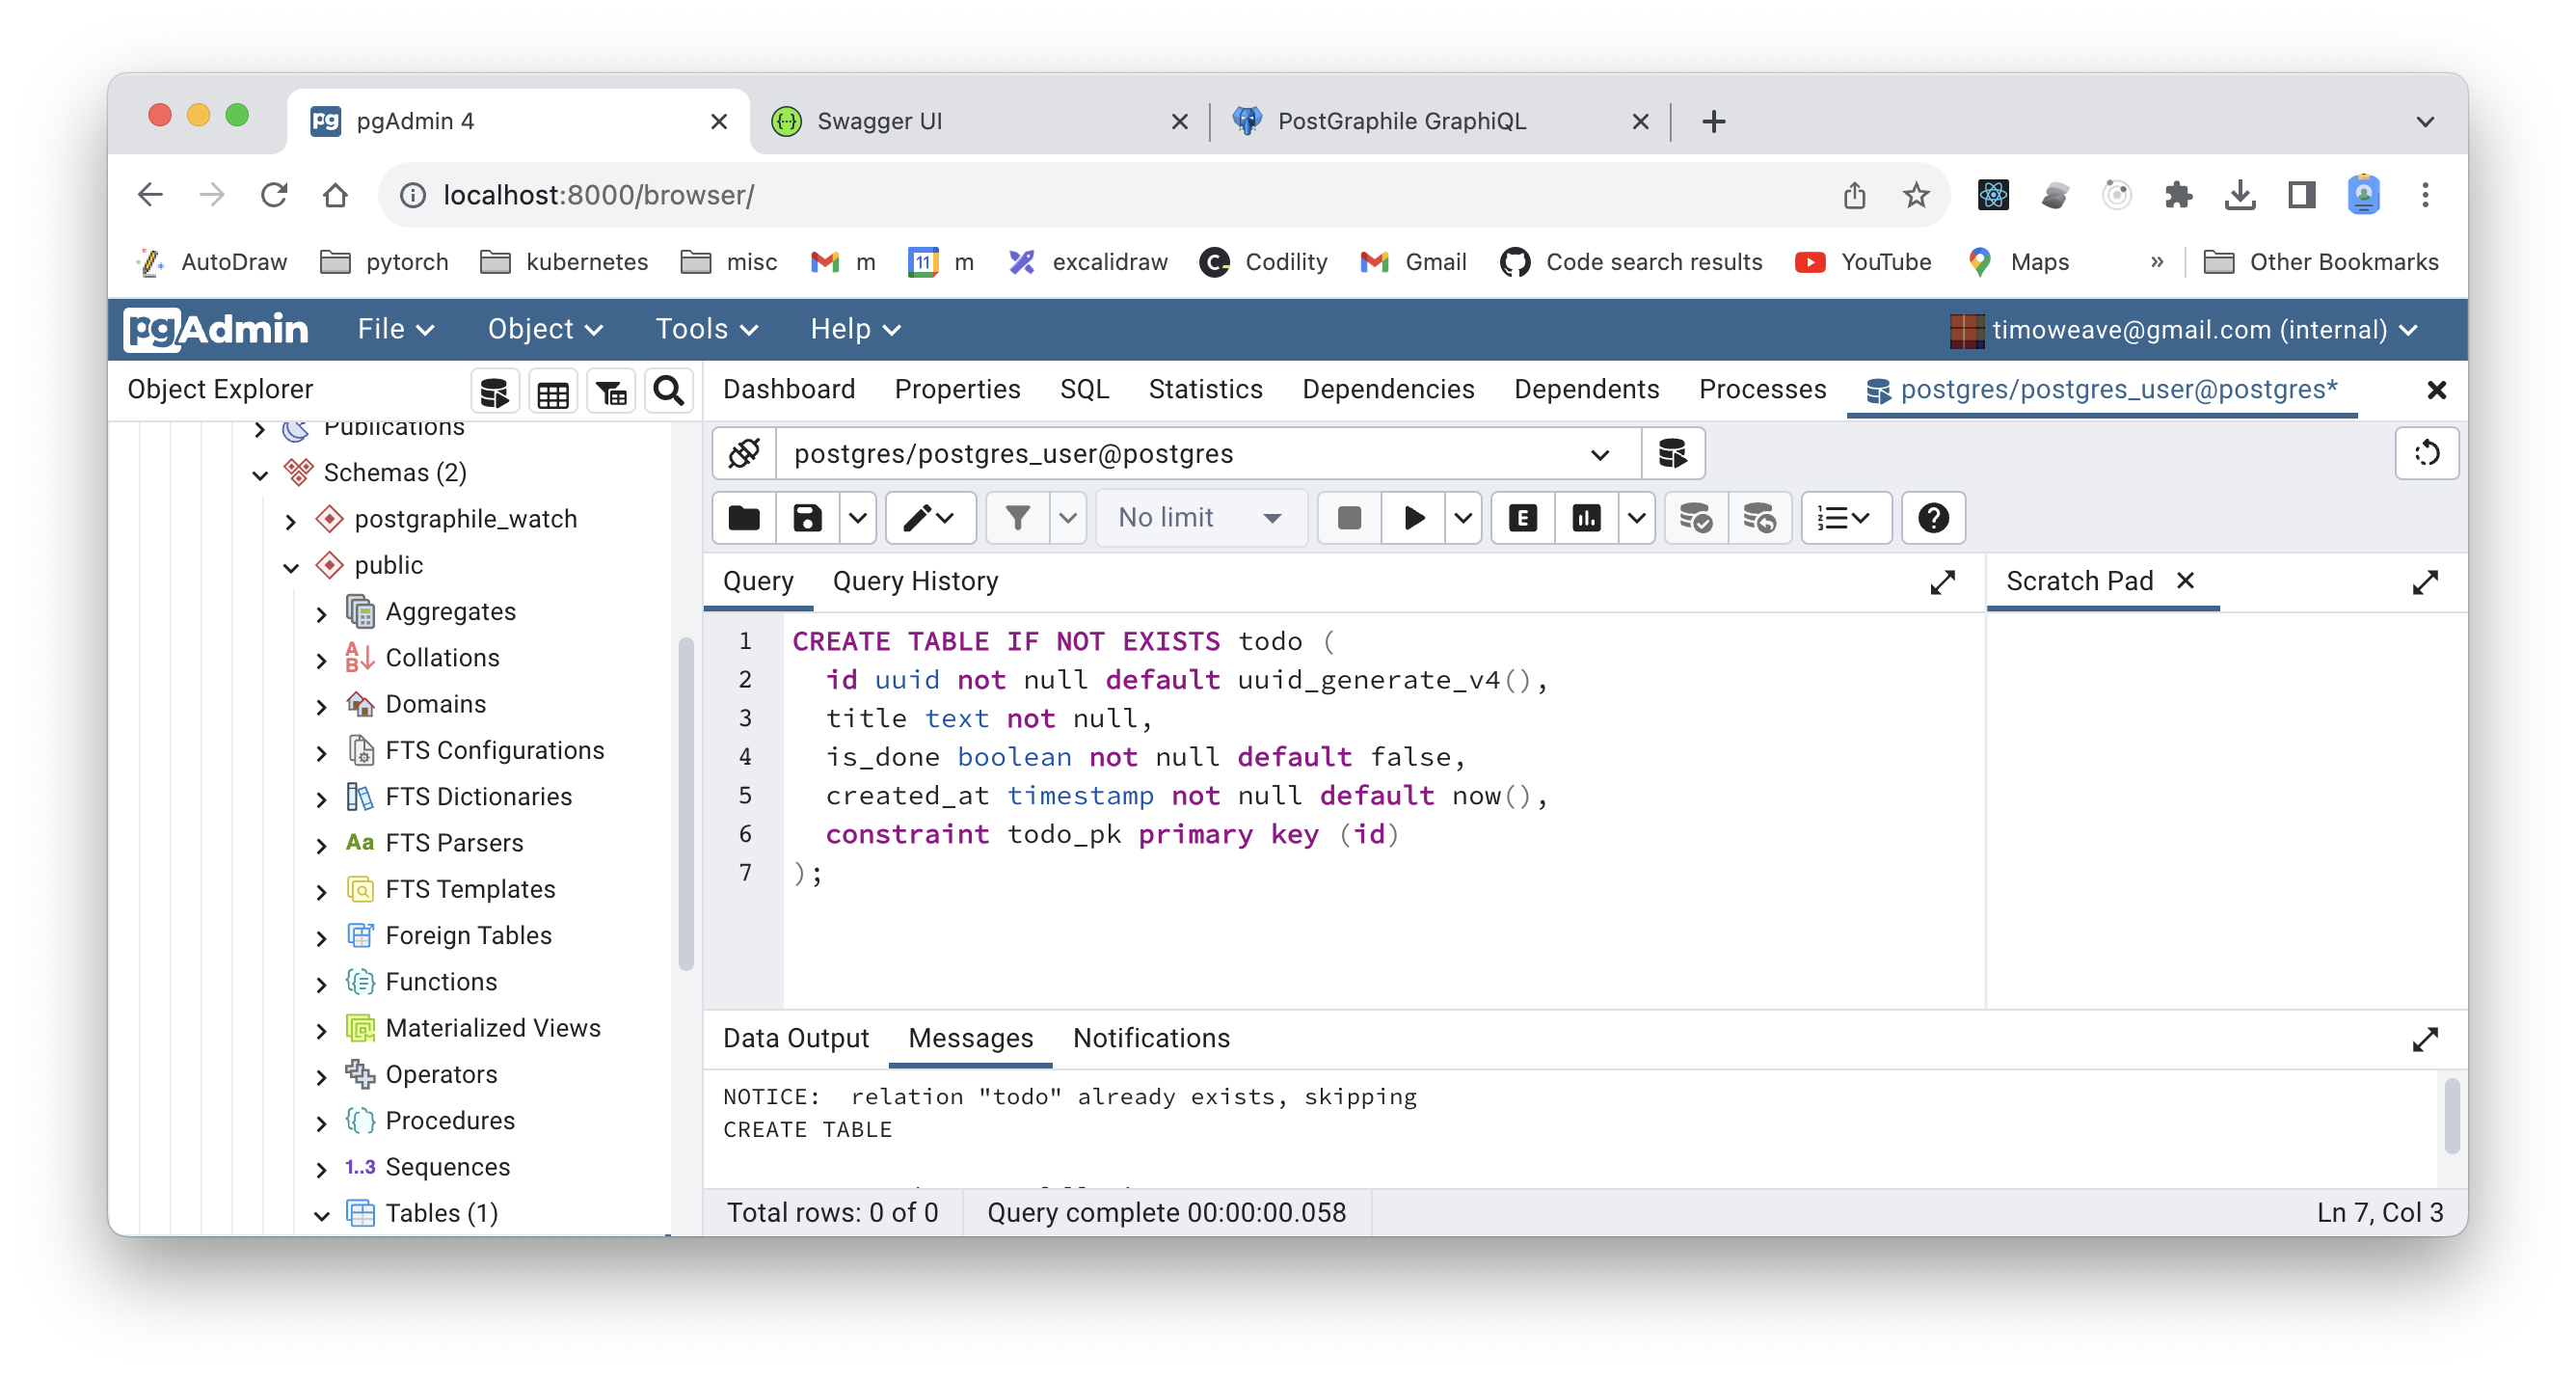 pgAdmin 4
Swagger UI
PostGraphile GraphiQL
localhost:8000/browser/
AutoDraw pytorch kubernetes misc m 11 m excalidraw Codility Gmail Code search results YouTube Maps » Other Bookmarks
pgAdmin File Object Tools Help timoweave@gmail.com (internal)
Object Explorer
Dashboard Properties SQL Statistics Dependencies Dependents Processes postgres/postgres_user@postgres*
Publications
Schemas (2)
postgraphile_watch
public
Aggregates
Collations
Domains
FTS Configurations
FTS Dictionaries
Aa FTS Parsers
FTS Templates
Foreign Tables
Functions
Materialized Views
Operators
Procedures
1..3 Sequences
Tables (1)
postgres/postgres_user@postgres
No limit
E
Query Query History
Scratch Pad
1 CREATE TABLE IF NOT EXISTS todo (
2 id uuid not null default uuid_generate_v4(),
3 title text not null,
4 is_done boolean not null default false,
5 created_at timestamp not null default now(),
6 constraint todo_pk primary key (id)
7 );
Data Output Messages Notifications
NOTICE:  relation "todo" already exists, skipping
CREATE TABLE
Total rows: 0 of 0 Query complete 00:00:00.058 Ln 7, Col 3